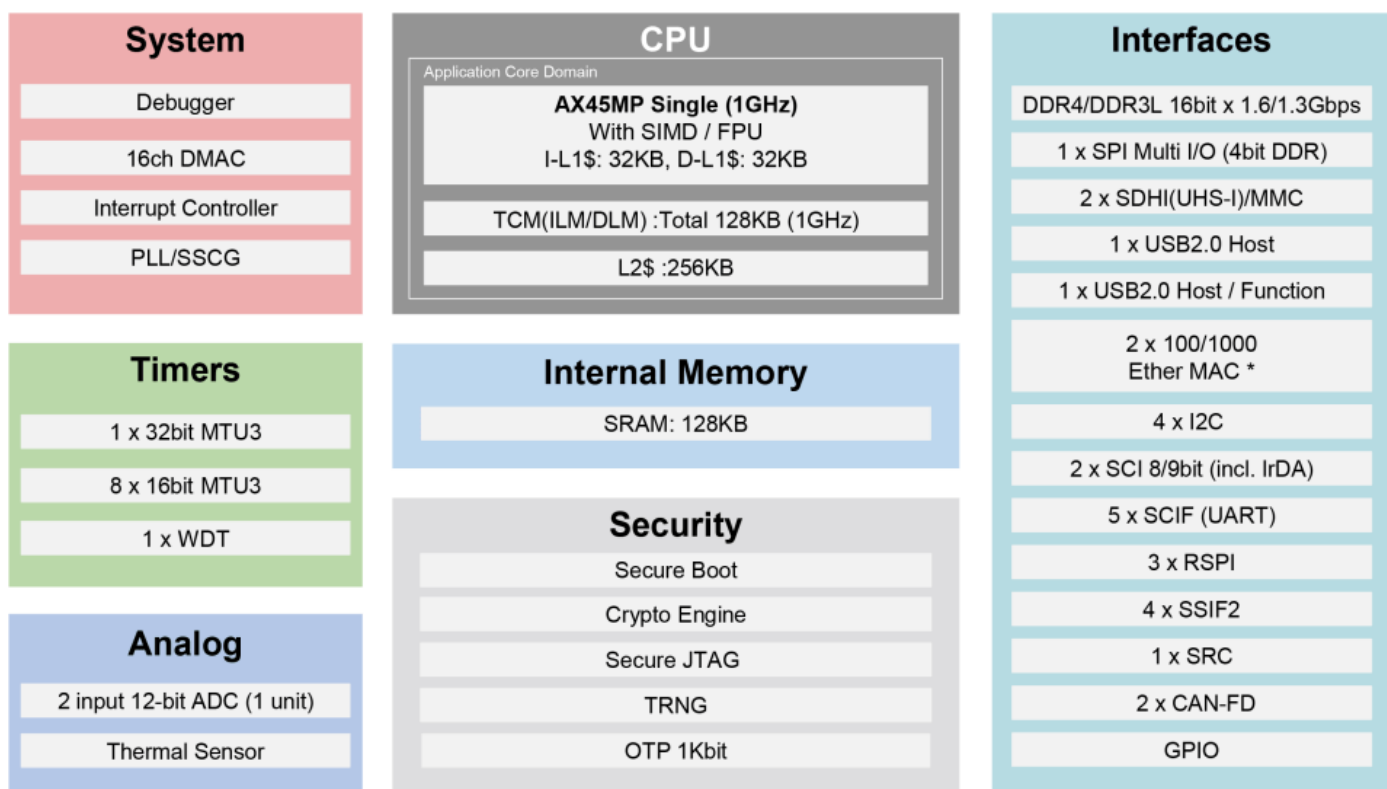 System
Debugger
16ch DMAC
Interrupt Controller
PLL/SSCG
Timers
1 x 32bit MTU3
8 x 16bit MTU3
1 x WDT
Analog
2 input 12-bit ADC (1 unit)
Thermal Sensor
CPU
Application Core Domain
AX45MP Single (1GHz)
With SIMD / FPU
I-L1$: 32KB, D-L1$: 32KB
TCM(ILM/DLM) :Total 128KB (1GHz)
L2$ :256KB
Internal Memory
SRAM: 128KB
Security
Secure Boot
Crypto Engine
Secure JTAG
TRNG
OTP 1Kbit
Interfaces
DDR4/DDR3L 16bit x 1.6/1.3Gbps
1 x SPI Multi I/O (4bit DDR)
2 x SDHI(UHS-I)/MMC
1 x USB2.0 Host
1 x USB2.0 Host / Function
2 x 100/1000
Ether MAC *
4 x I2C
2 x SCI 8/9bit (incl. IrDA)
5 x SCIF (UART)
3 x RSPI
4 x SSIF2
1 x SRC
2 x CAN-FD
GPIO